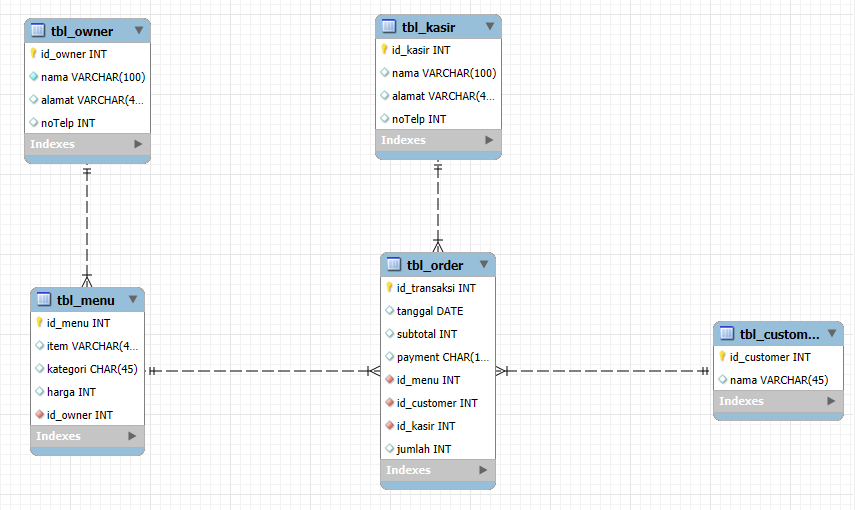 tbl_owner
id_owner INT
nama VARCHAR(100)
alamat VARCHAR(4...
noTelp INT
Indexes
tbl_kasir
id_kasir INT
nama VARCHAR(100)
alamat VARCHAR(4...
noTelp INT
Indexes
tbl_menu
id_menu INT
item VARCHAR(4...
kategori CHAR(45)
harga INT
id_owner INT
Indexes
tbl_order
id_transaksi INT
tanggal DATE
subtotal INT
payment CHAR(1...
id_menu INT
id_customer INT
id_kasir INT
jumlah INT
Indexes
tbl_custom...
id_customer INT
nama VARCHAR(45)
Indexes